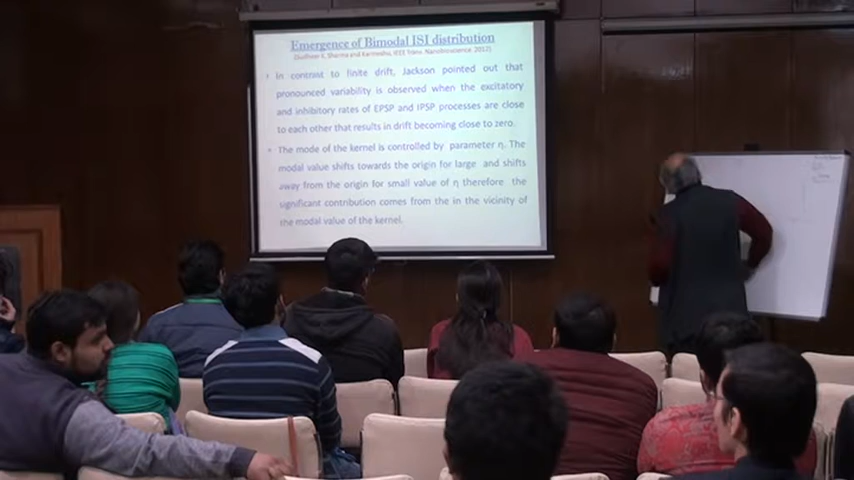 Emergence of Bimodal ISI distribution
(Sudheer K. Sharma and Karmeshu, IEEE Trans. NanoBioscience. 2012)
• In contrast to finite drift, Jackson pointed out that
pronounced variability is observed when the excitatory
and inhibitory rates of EPSP and IPSP processes are close
to each other that results in drift becoming close to zero.
• The mode of the kernel is controlled by parameter η. The
modal value shifts towards the origin for large and shifts
away from the origin for small value of η therefore the
significant contribution comes from the in the vicinity of
the modal value of the kernel.